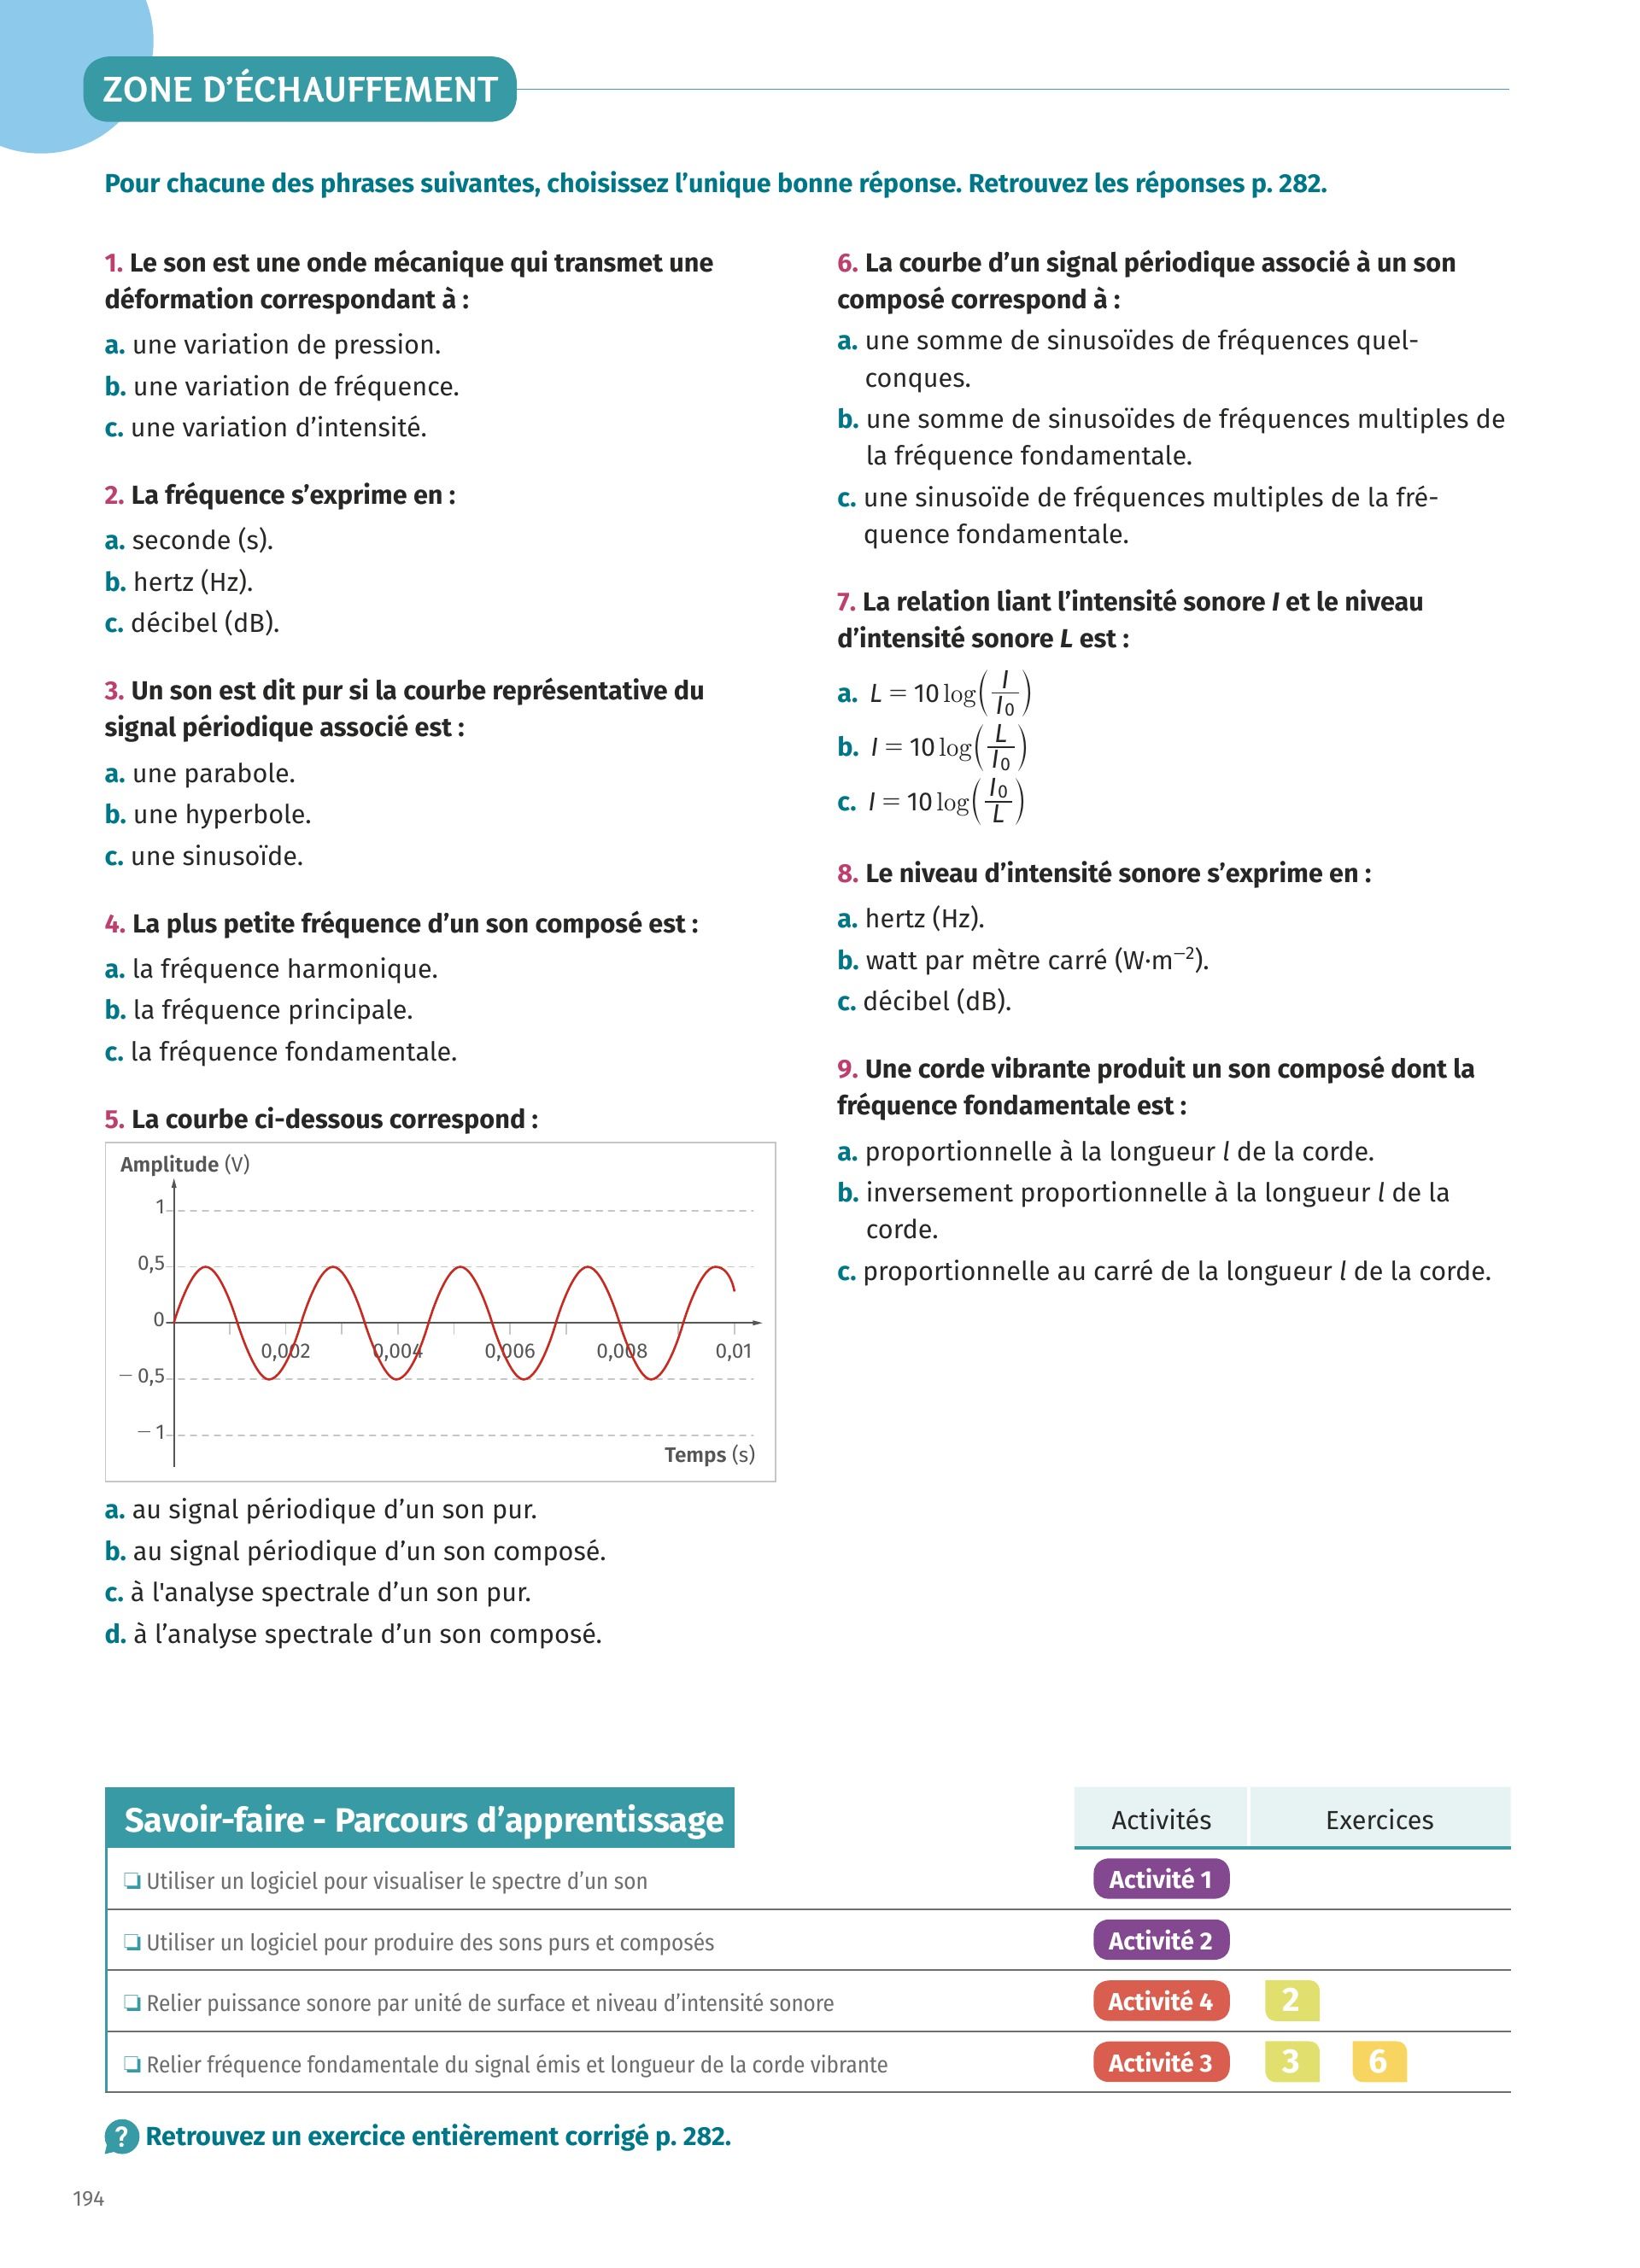 ZONE D’ÉCHAUFFEMENT
Pour chacune des phrases suivantes, choisissez l’unique bonne réponse. Retrouvez les réponses p. 282.
1. Le son est une onde mécanique qui transmet une
déformation correspondant à :
a. une variation de pression.
b. une variation de fréquence.
c. une variation d’intensité.
2. La fréquence s’exprime en :
a. seconde (s).
b. hertz (Hz).
c. décibel (dB).
3. Un son est dit pur si la courbe représentative du
signal périodique associé est :
a. une parabole.
b. une hyperbole.
c. une sinusoïde.
4. La plus petite fréquence d’un son composé est :
a. la fréquence harmonique.
b. la fréquence principale.
c. la fréquence fondamentale.
5. La courbe ci-dessous correspond :
Amplitude (V)
1
0,5
0
0,002 0,004 0,006 0,008 0,01
– 0,5
– 1
Temps (s)
a. au signal périodique d’un son pur.
b. au signal périodique d’un son composé.
c. à l'analyse spectrale d’un son pur.
d. à l’analyse spectrale d’un son composé.
6. La courbe d’un signal périodique associé à un son
composé correspond à :
a. une somme de sinusoïdes de fréquences quel-
conques.
b. une somme de sinusoïdes de fréquences multiples de
la fréquence fondamentale.
c. une sinusoïde de fréquences multiples de la fré-
quence fondamentale.
7. La relation liant l’intensité sonore I et le niveau
d’intensité sonore L est :
a. L = 10 log(I/I₀)
b. I = 10 log(L/I₀)
c. I = 10 log(I₀/L)
8. Le niveau d’intensité sonore s’exprime en :
a. hertz (Hz).
b. watt par mètre carré (W·m⁻²).
c. décibel (dB).
9. Une corde vibrante produit un son composé dont la
fréquence fondamentale est :
a. proportionnelle à la longueur l de la corde.
b. inversement proportionnelle à la longueur l de la
corde.
c. proportionnelle au carré de la longueur l de la corde.
Savoir-faire - Parcours d’apprentissage Activités Exercices
Utiliser un logiciel pour visualiser le spectre d’un son Activité 1
Utiliser un logiciel pour produire des sons purs et composés Activité 2
Relier puissance sonore par unité de surface et niveau d’intensité sonore Activité 4 2
Relier fréquence fondamentale du signal émis et longueur de la corde vibrante Activité 3 3 6
? Retrouvez un exercice entièrement corrigé p. 282.
194